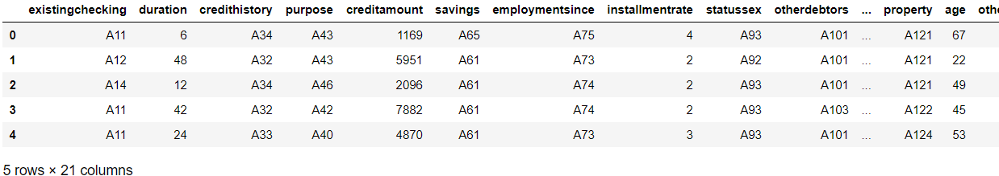 existingchecking duration credithistory purpose creditamount savings employmentsince installmentrate statussex otherdebtors ... property age othe
0 A11 6 A34 A43 1169 A65 A75 4 A93 A101 ... A121 67
1 A12 48 A32 A43 5951 A61 A73 2 A92 A101 ... A121 22
2 A14 12 A34 A46 2096 A61 A74 2 A93 A101 ... A121 49
3 A11 42 A32 A42 7882 A61 A74 2 A93 A103 ... A122 45
4 A11 24 A33 A40 4870 A61 A73 3 A93 A101 ... A124 53
5 rows × 21 columns